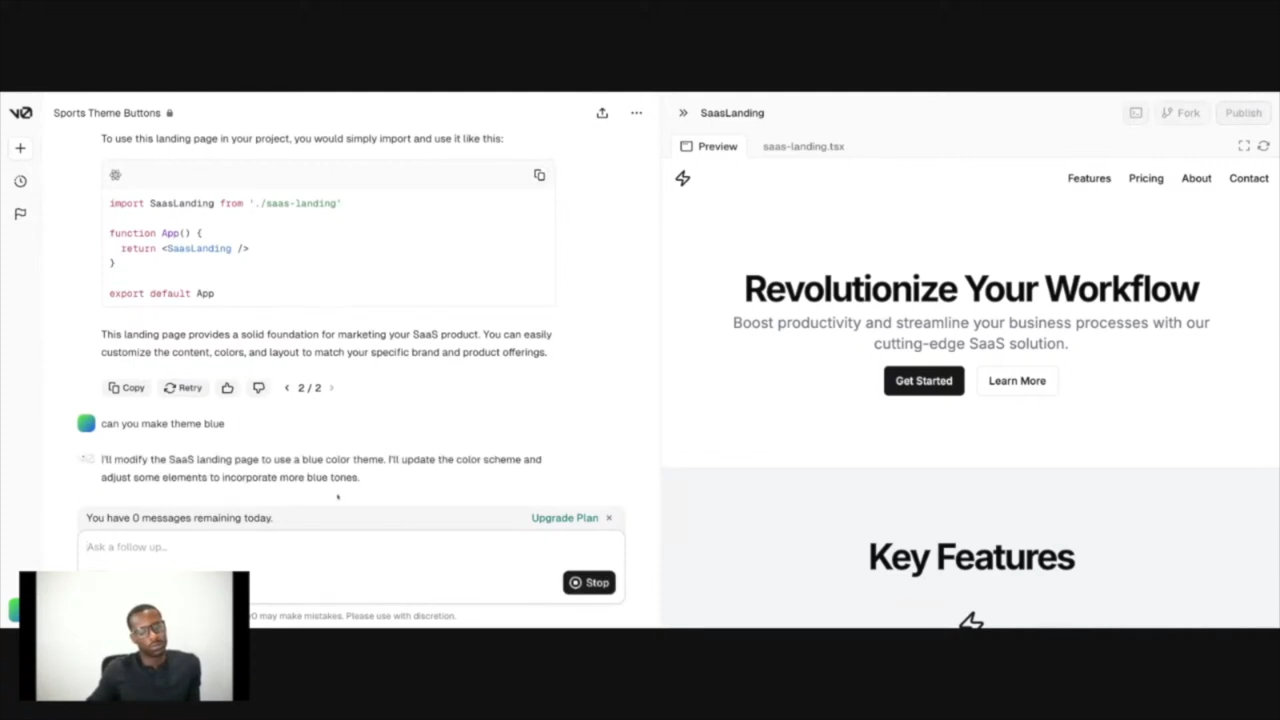 v0
Sports Theme Buttons
To use this landing page in your project, you would simply import and use it like this:
import SaasLanding from './saas-landing'
function App() {
return <SaasLanding />
}
export default App
This landing page provides a solid foundation for marketing your SaaS product. You can easily
customize the content, colors, and layout to match your specific brand and product offerings.
Copy Retry 2 / 2
can you make theme blue
I'll modify the SaaS landing page to use a blue color theme. I'll update the color scheme and
adjust some elements to incorporate more blue tones.
You have 0 messages remaining today. Upgrade Plan ×
Ask a follow up...
Stop
v0 may make mistakes. Please use with discretion.
SaasLanding
Fork Publish
Preview saas-landing.tsx
Features Pricing About Contact
Revolutionize Your Workflow
Boost productivity and streamline your business processes with our
cutting-edge SaaS solution.
Get Started Learn More
Key Features